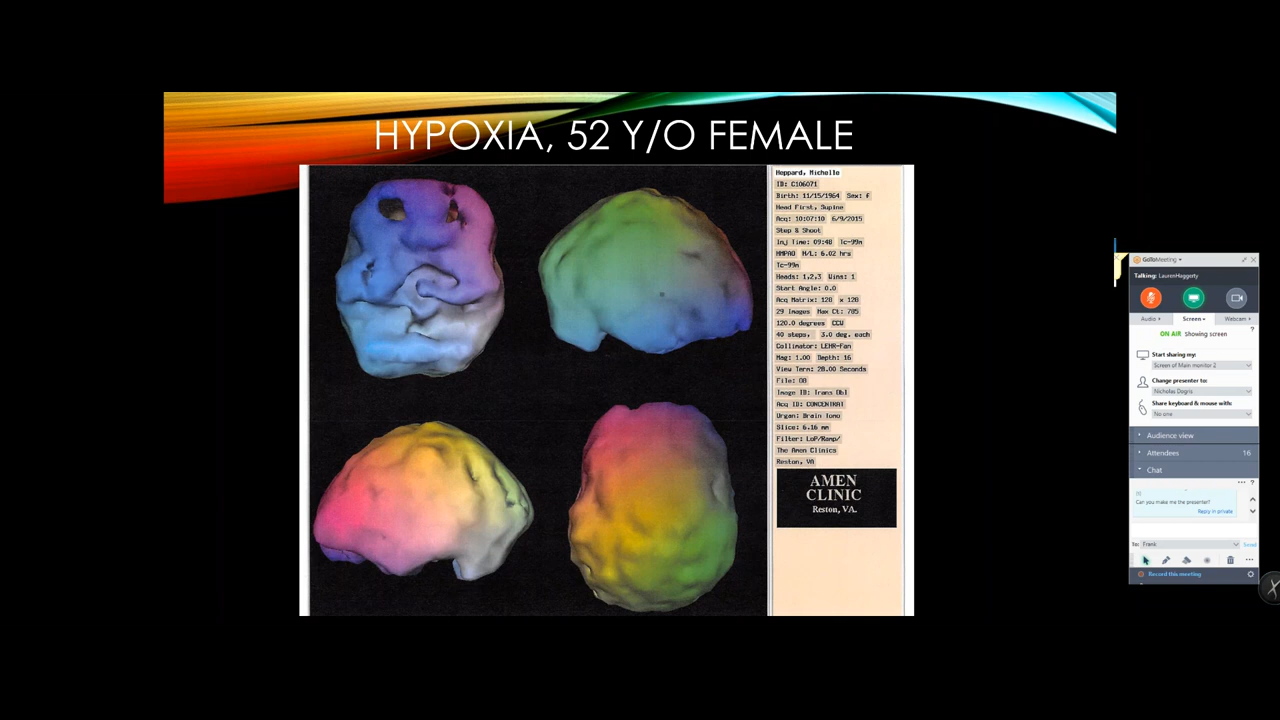 HYPOXIA, 52 Y/O FEMALE
Heppard, Michelle
ID: C106071
Birth: 11/15/1964 Sex: F
Head First, Supine
Acq: 10:07:10 6/9/2015
Step & Shoot
Inj Time: 09:48 Tc-99m
HMPAO M/L: 6.02 hrs
Tc-99m
Heads: 1,2,3 Wins: 1
Start Angle: 0.0
Acq Matrix: 128 x 128
29 Images Max Ct: 785
120.0 degrees CCW
40 steps, 3.0 deg. each
Collimator: LEHR-Fan
Mag: 1.00 Depth: 16
View Term: 28.00 Seconds
File: 08
Image ID: Trans Obl
Acq ID: CONCENTRAT
Organ: Brain Tomo
Slice: 6.16 mm
Filter: LoP/Ramp/
The Amen Clinics
Reston, VA
AMEN
CLINIC
Reston, VA.
GoToMeeting
Talking: LaurenHaggerty
Audio
Screen
Webcam
ON AIR Showing screen
?
Start sharing my:
Screen of Main monitor 2
Change presenter to:
Nicholas Dogris
Share keyboard & mouse with:
No one
Audience view
Attendees 16
Chat
?
Can you make me the presenter?
Reply in private
to: Frank
Send
Record this meeting